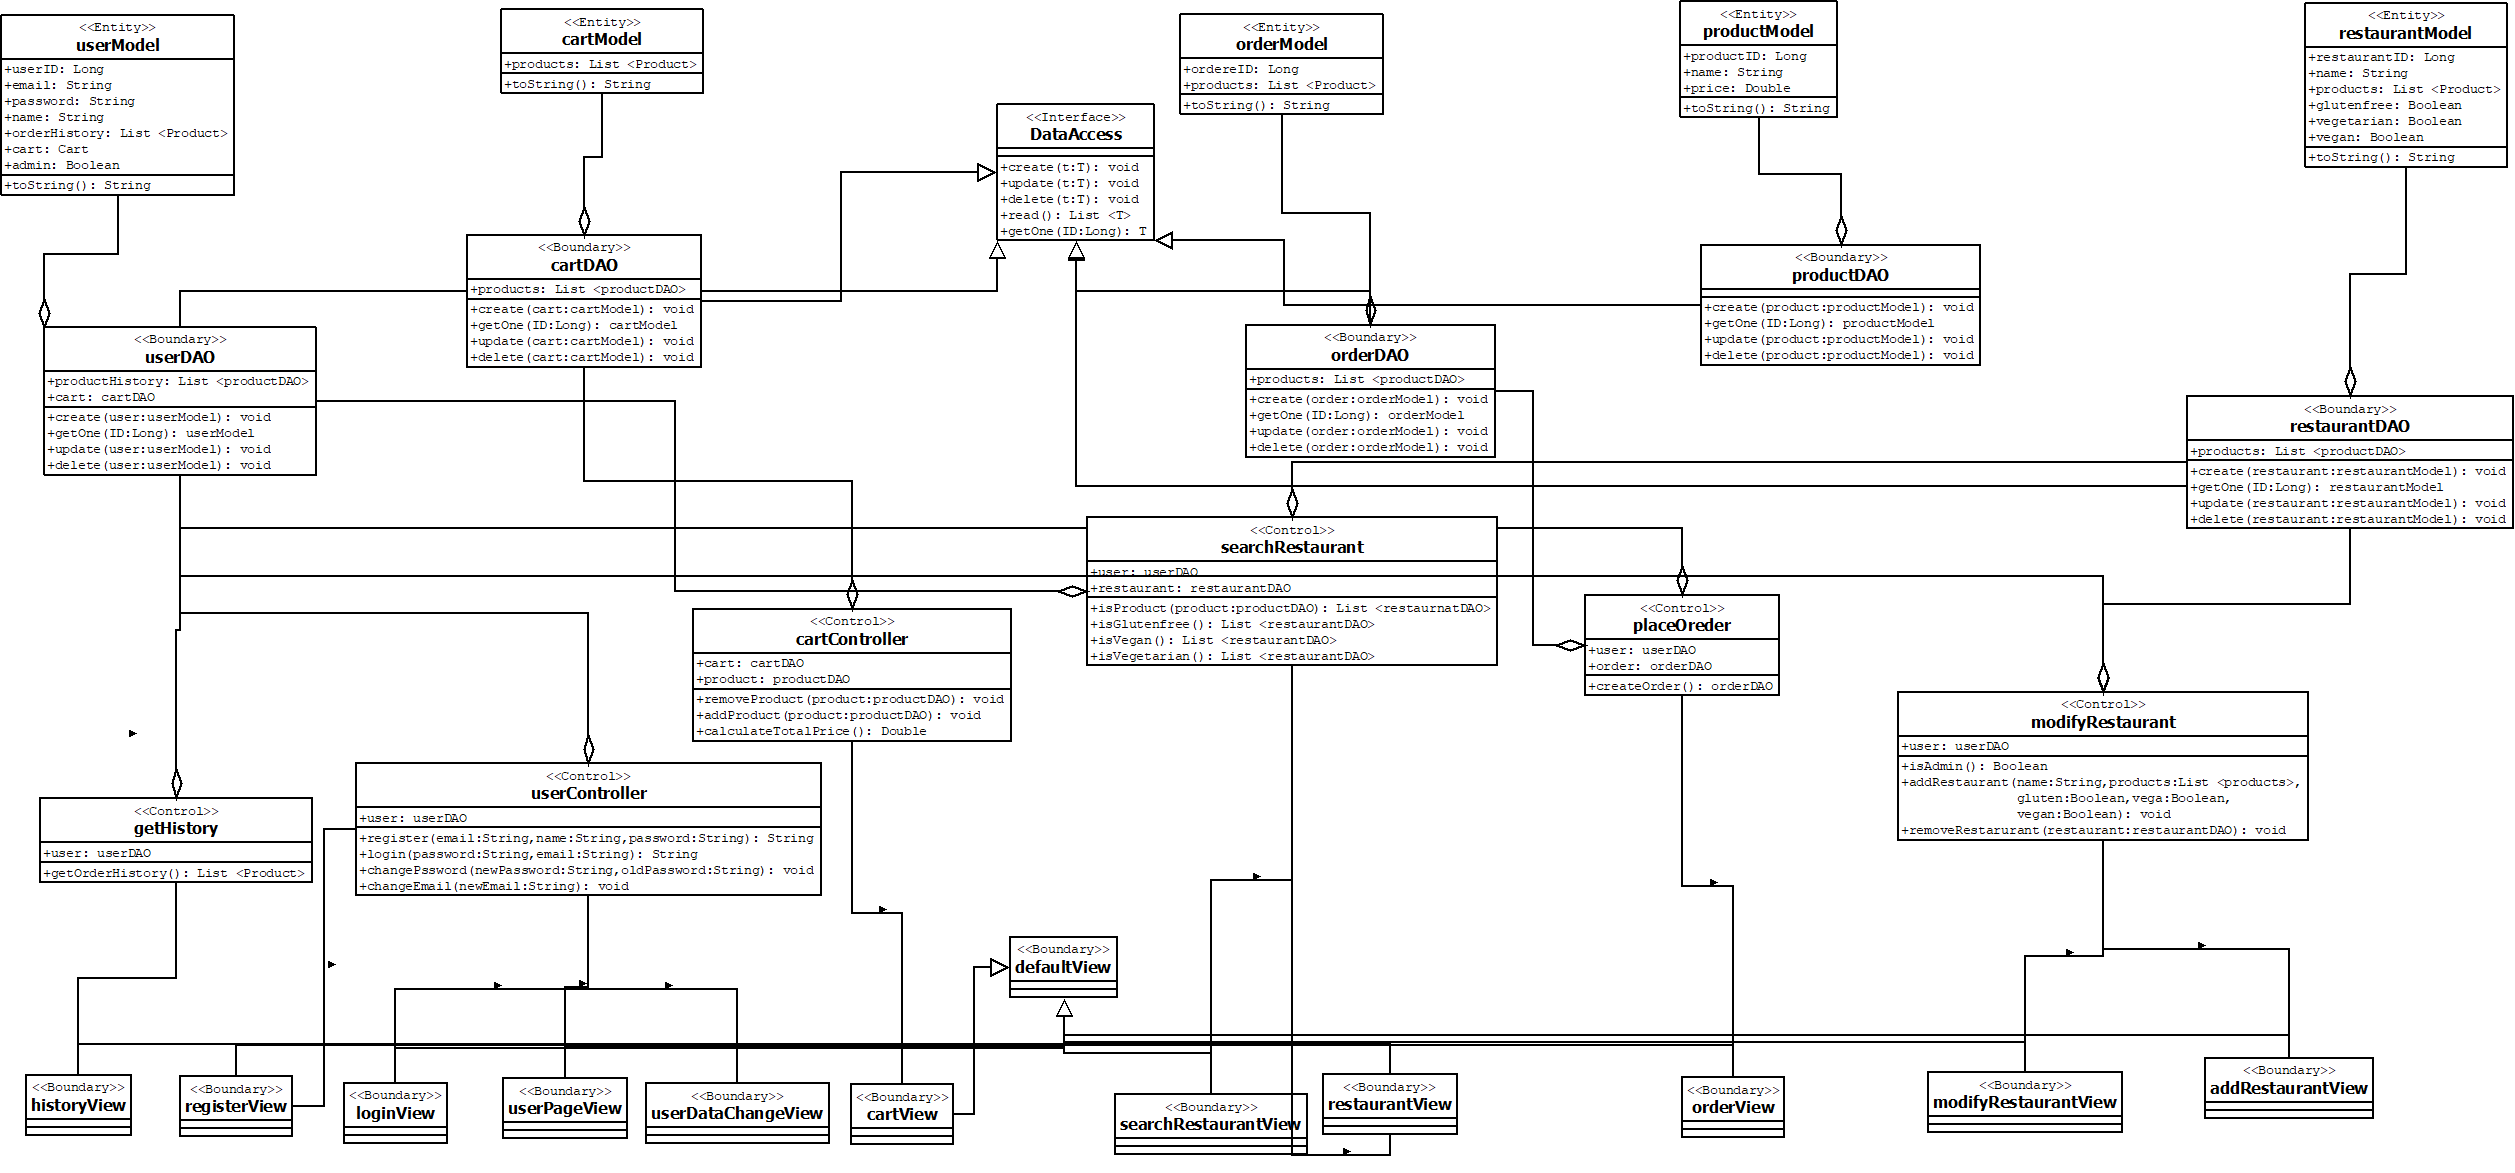 <<Entity>>
userModel
+userID: Long
+email: String
+password: String
+name: String
+orderHistory: List <Product>
+cart: Cart
+admin: Boolean
+toString(): String
<<Entity>>
cartModel
+products: List <Product>
+toString(): String
<<Interface>>
DataAccess
+create(t:T): void
+update(t:T): void
+delete(t:T): void
+read(): List <T>
+getOne(ID:Long): T
<<Entity>>
orderModel
+ordereID: Long
+products: List <Product>
+toString(): String
<<Entity>>
productModel
+productID: Long
+name: String
+price: Double
+toString(): String
<<Entity>>
restaurantModel
+restaurantID: Long
+name: String
+products: List <Product>
+glutenfree: Boolean
+vegetarian: Boolean
+vegan: Boolean
+toString(): String
<<Boundary>>
userDAO
+productHistory: List <productDAO>
+cart: cartDAO
+create(user:userModel): void
+getOne(ID:Long): userModel
+update(user:userModel): void
+delete(user:userModel): void
<<Boundary>>
cartDAO
+products: List <productDAO>
+create(cart:cartModel): void
+getOne(ID:Long): cartModel
+update(cart:cartModel): void
+delete(cart:cartModel): void
<<Boundary>>
orderDAO
+products: List <productDAO>
+create(order:orderModel): void
+getOne(ID:Long): orderModel
+update(order:orderModel): void
+delete(order:orderModel): void
<<Boundary>>
productDAO
+create(product:productModel): void
+getOne(ID:Long): productModel
+update(product:productModel): void
+delete(product:productModel): void
<<Boundary>>
restaurantDAO
+products: List <productDAO>
+create(restaurant:restaurantModel): void
+getOne(ID:Long): restaurantModel
+update(restaurant:restaurantModel): void
+delete(restaurant:restaurantModel): void
<<Control>>
getHistory
+user: userDAO
+getOrderHistory(): List <Product>
<<Control>>
userController
+user: userDAO
+register(email:String,name:String,password:String): String
+login(password:String,email:String): String
+changePssword(newPassword:String,oldPassword:String): void
+changeEmail(newEmail:String): void
<<Control>>
cartController
+cart: cartDAO
+product: productDAO
+removeProduct(product:productDAO): void
+addProduct(product:productDAO): void
+calculateTotalPrice(): Double
<<Control>>
searchRestaurant
+user: userDAO
+restaurant: restaurantDAO
+isProduct(product:productDAO): List <restaurnatDAO>
+isGlutenfree(): List <restaurantDAO>
+isVegan(): List <restaurantDAO>
+isVegetarian(): List <restaurantDAO>
<<Control>>
placeOreder
+user: userDAO
+order: orderDAO
+createOrder(): orderDAO
<<Control>>
modifyRestaurant
+user: userDAO
+isAdmin(): Boolean
+addRestaurant(name:String,products:List <products>,
gluten:Boolean,vega:Boolean,
vegan:Boolean): void
+removeRestarurant(restaurant:restaurantDAO): void
<<Boundary>>
defaultView
<<Boundary>>
historyView
<<Boundary>>
registerView
<<Boundary>>
loginView
<<Boundary>>
userPageView
<<Boundary>>
userDataChangeView
<<Boundary>>
cartView
<<Boundary>>
searchRestaurantView
<<Boundary>>
restaurantView
<<Boundary>>
orderView
<<Boundary>>
modifyRestaurantView
<<Boundary>>
addRestaurantView